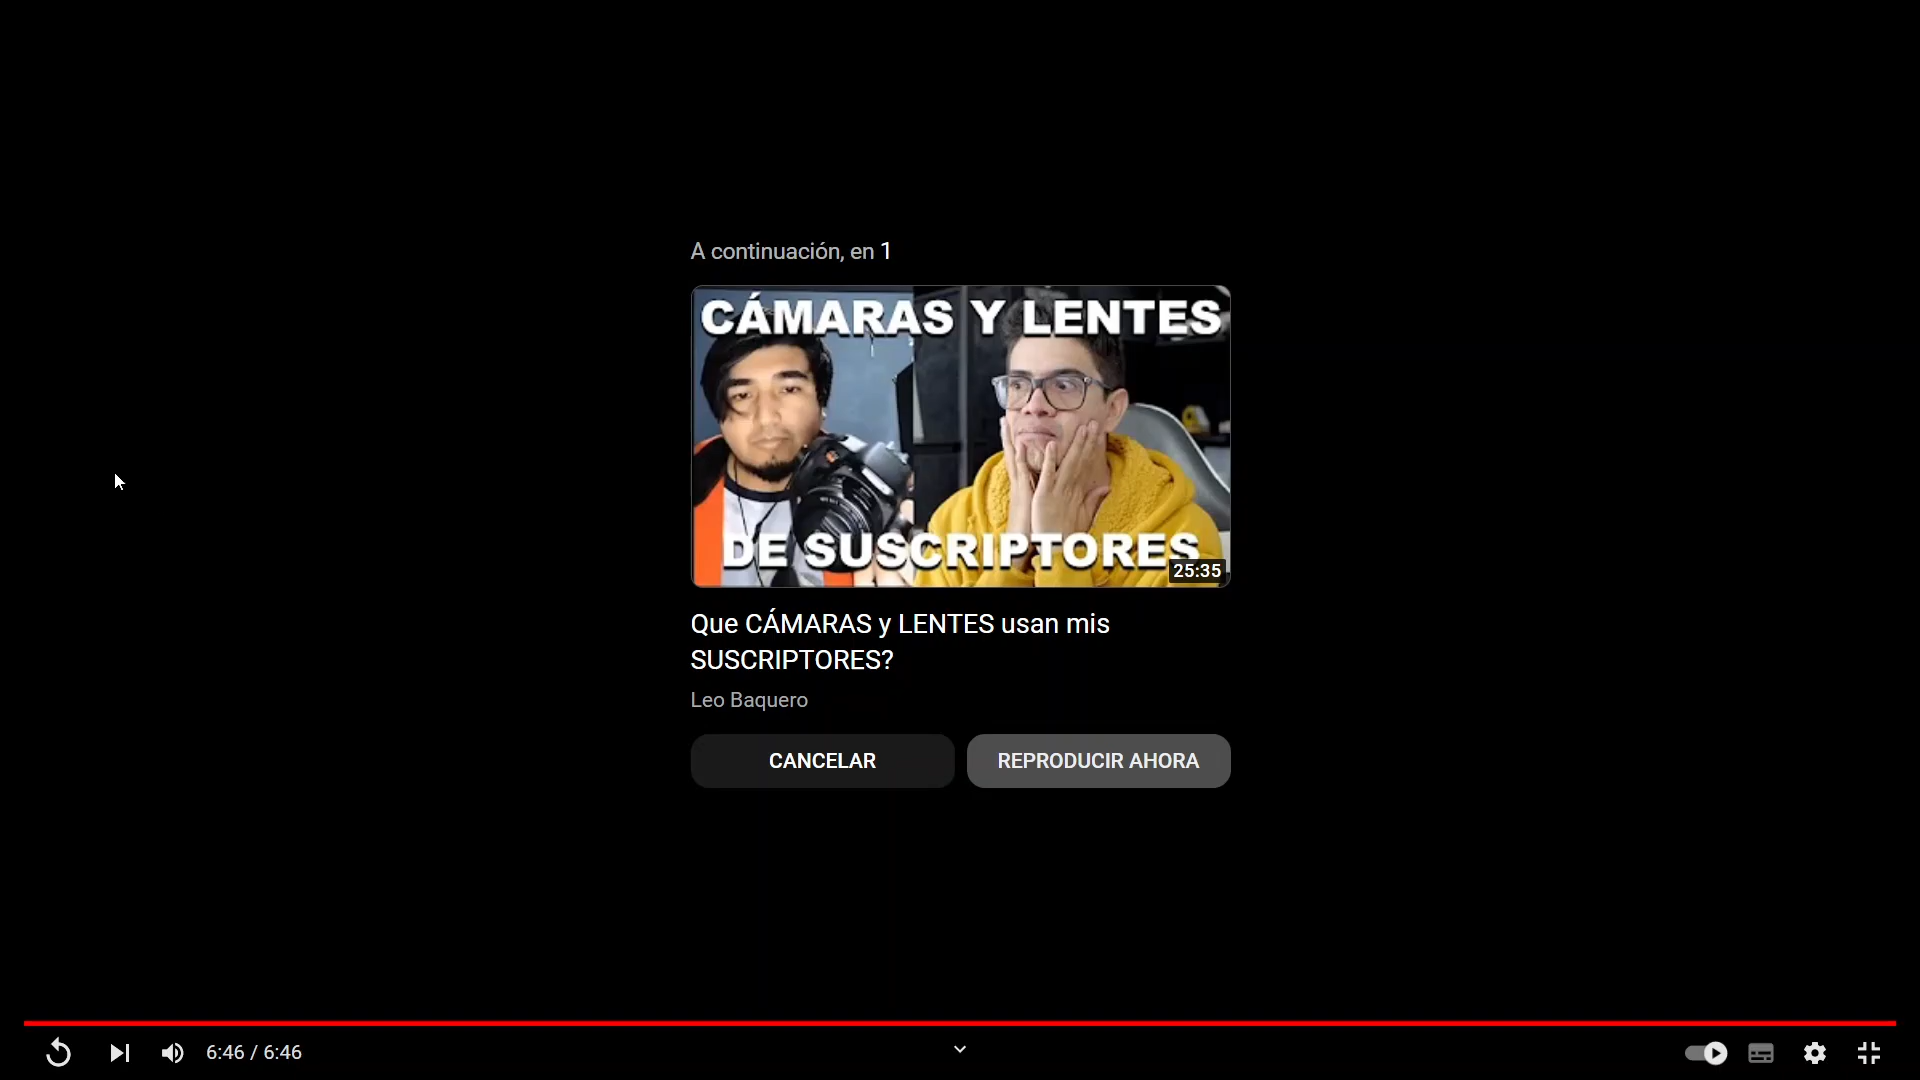 A continuación, en 1
CÁMARAS Y LENTES
DE SUSCRIPTORES
25:35
Que CÁMARAS y LENTES usan mis
SUSCRIPTORES?
Leo Baquero
CANCELAR
REPRODUCIR AHORA
6:46 / 6:46